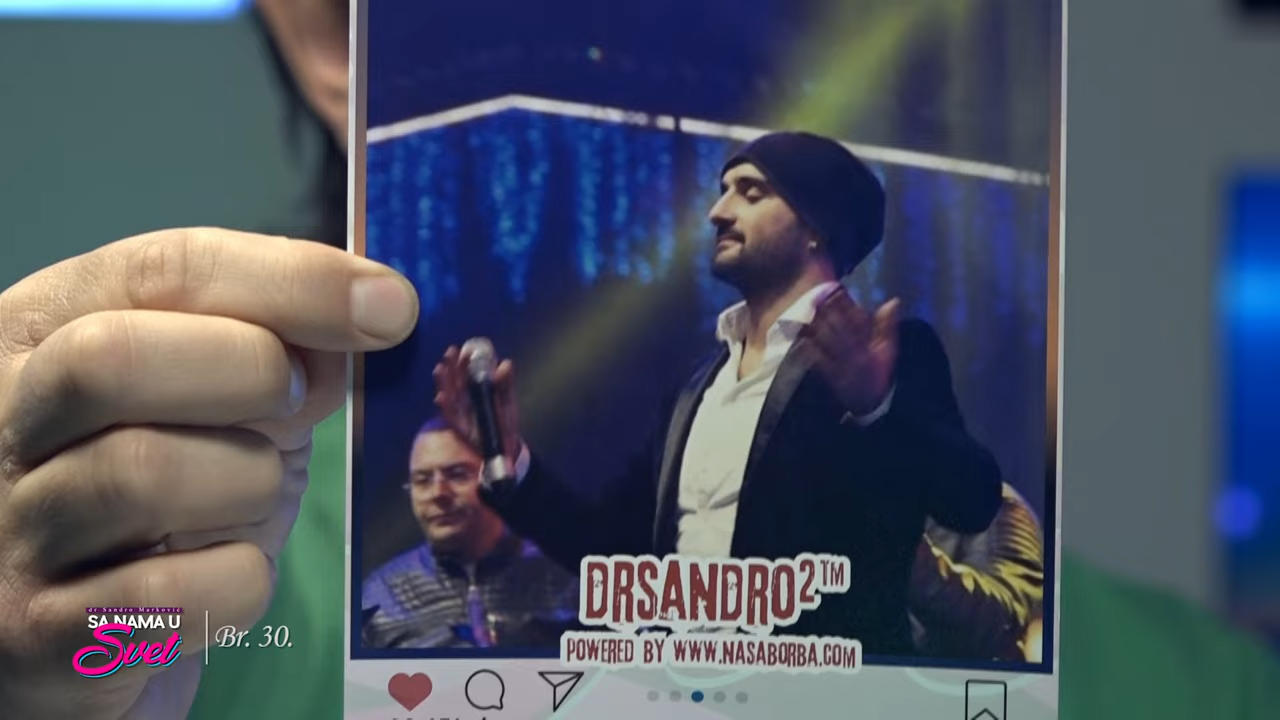 DRSANDRO2™
POWERED BY WWW.NASABORBA.COM
dr Sandro Marković
SA NAMA U
Svet
Br. 30.